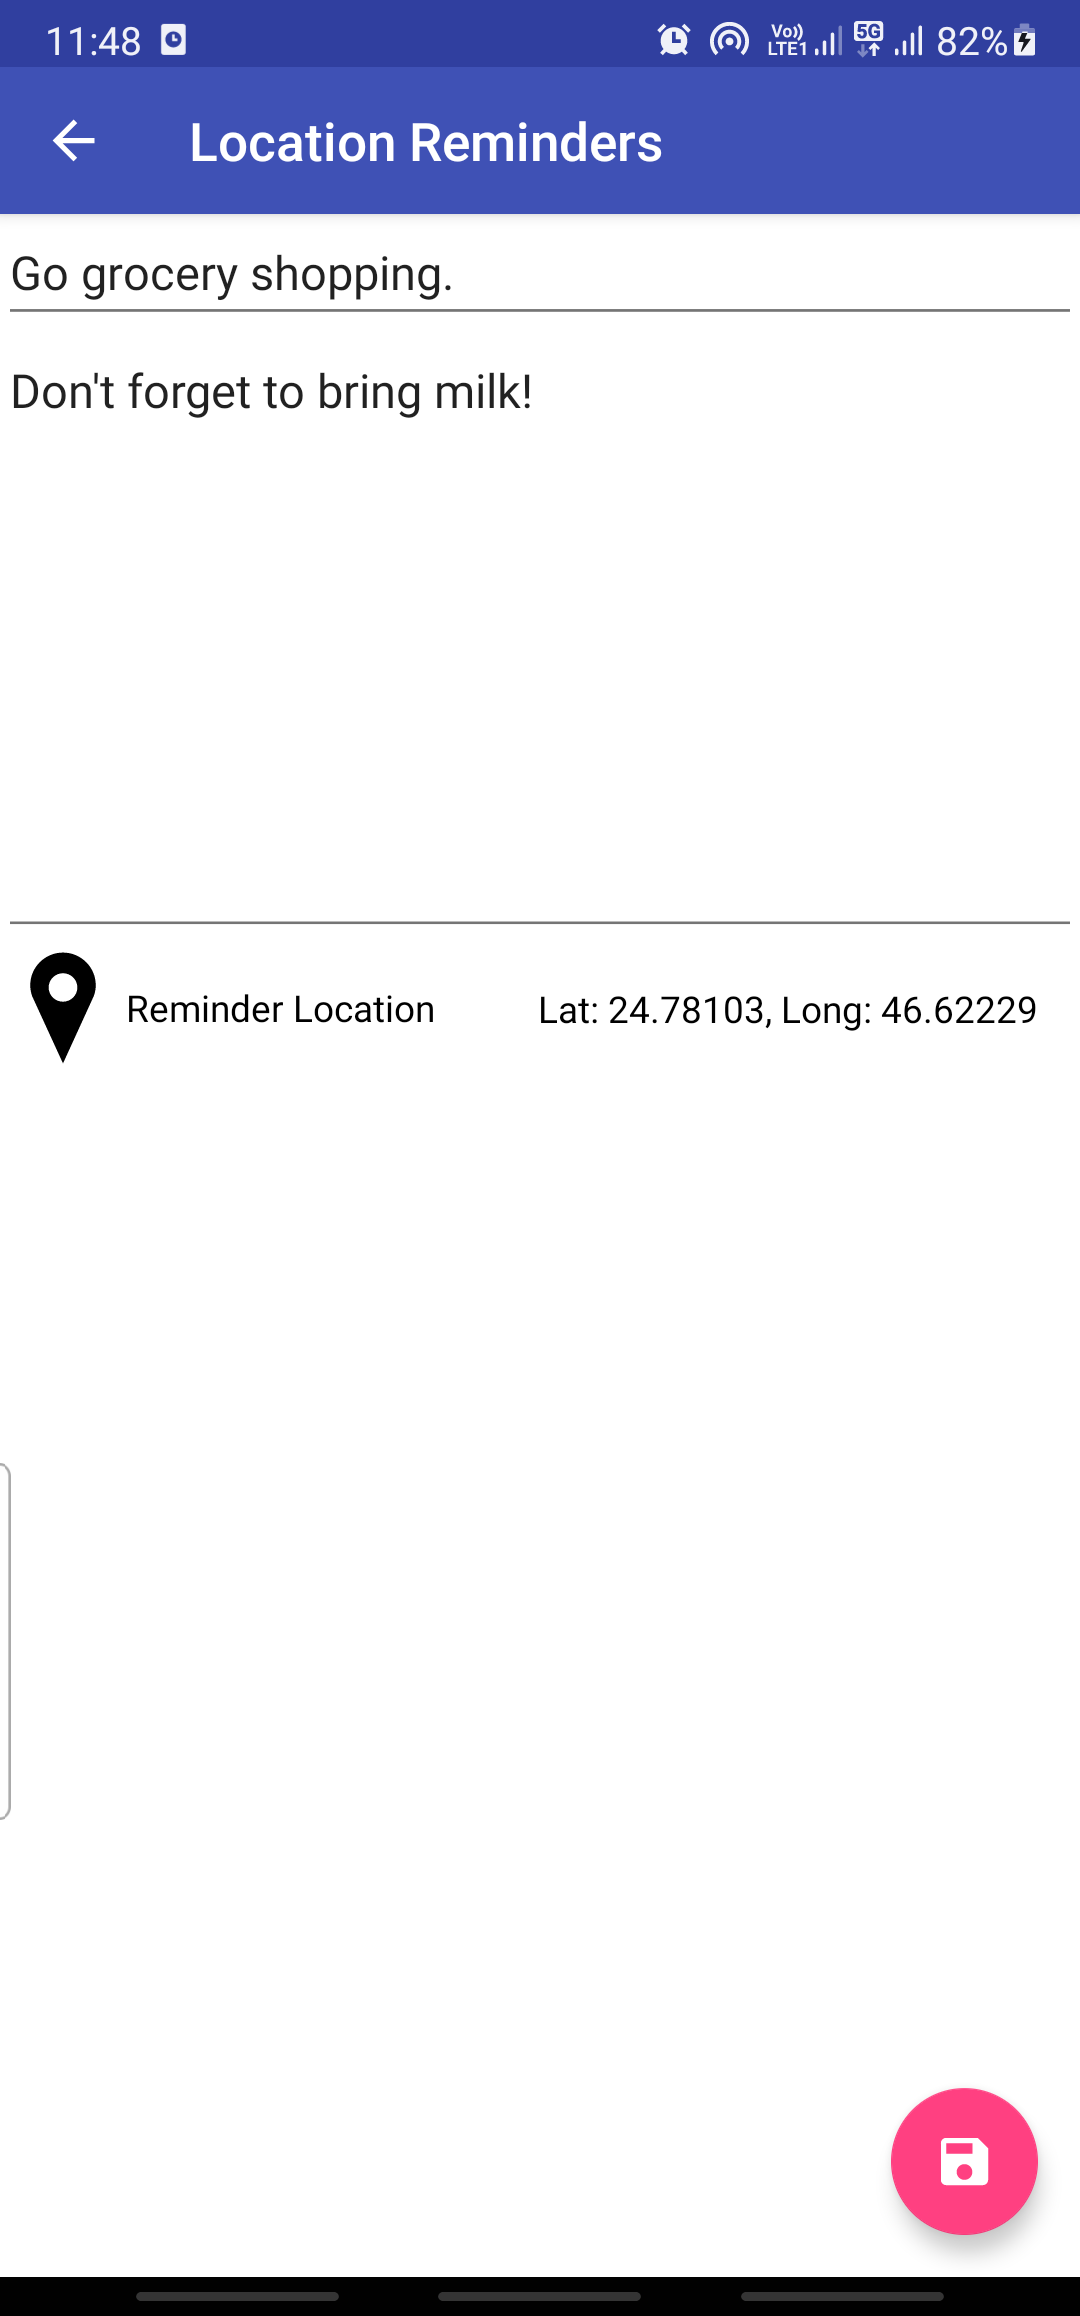 11:48 Vo)) LTE1 5G 82%
Location Reminders
Go grocery shopping.
Don't forget to bring milk!
Reminder Location Lat: 24.78103, Long: 46.62229